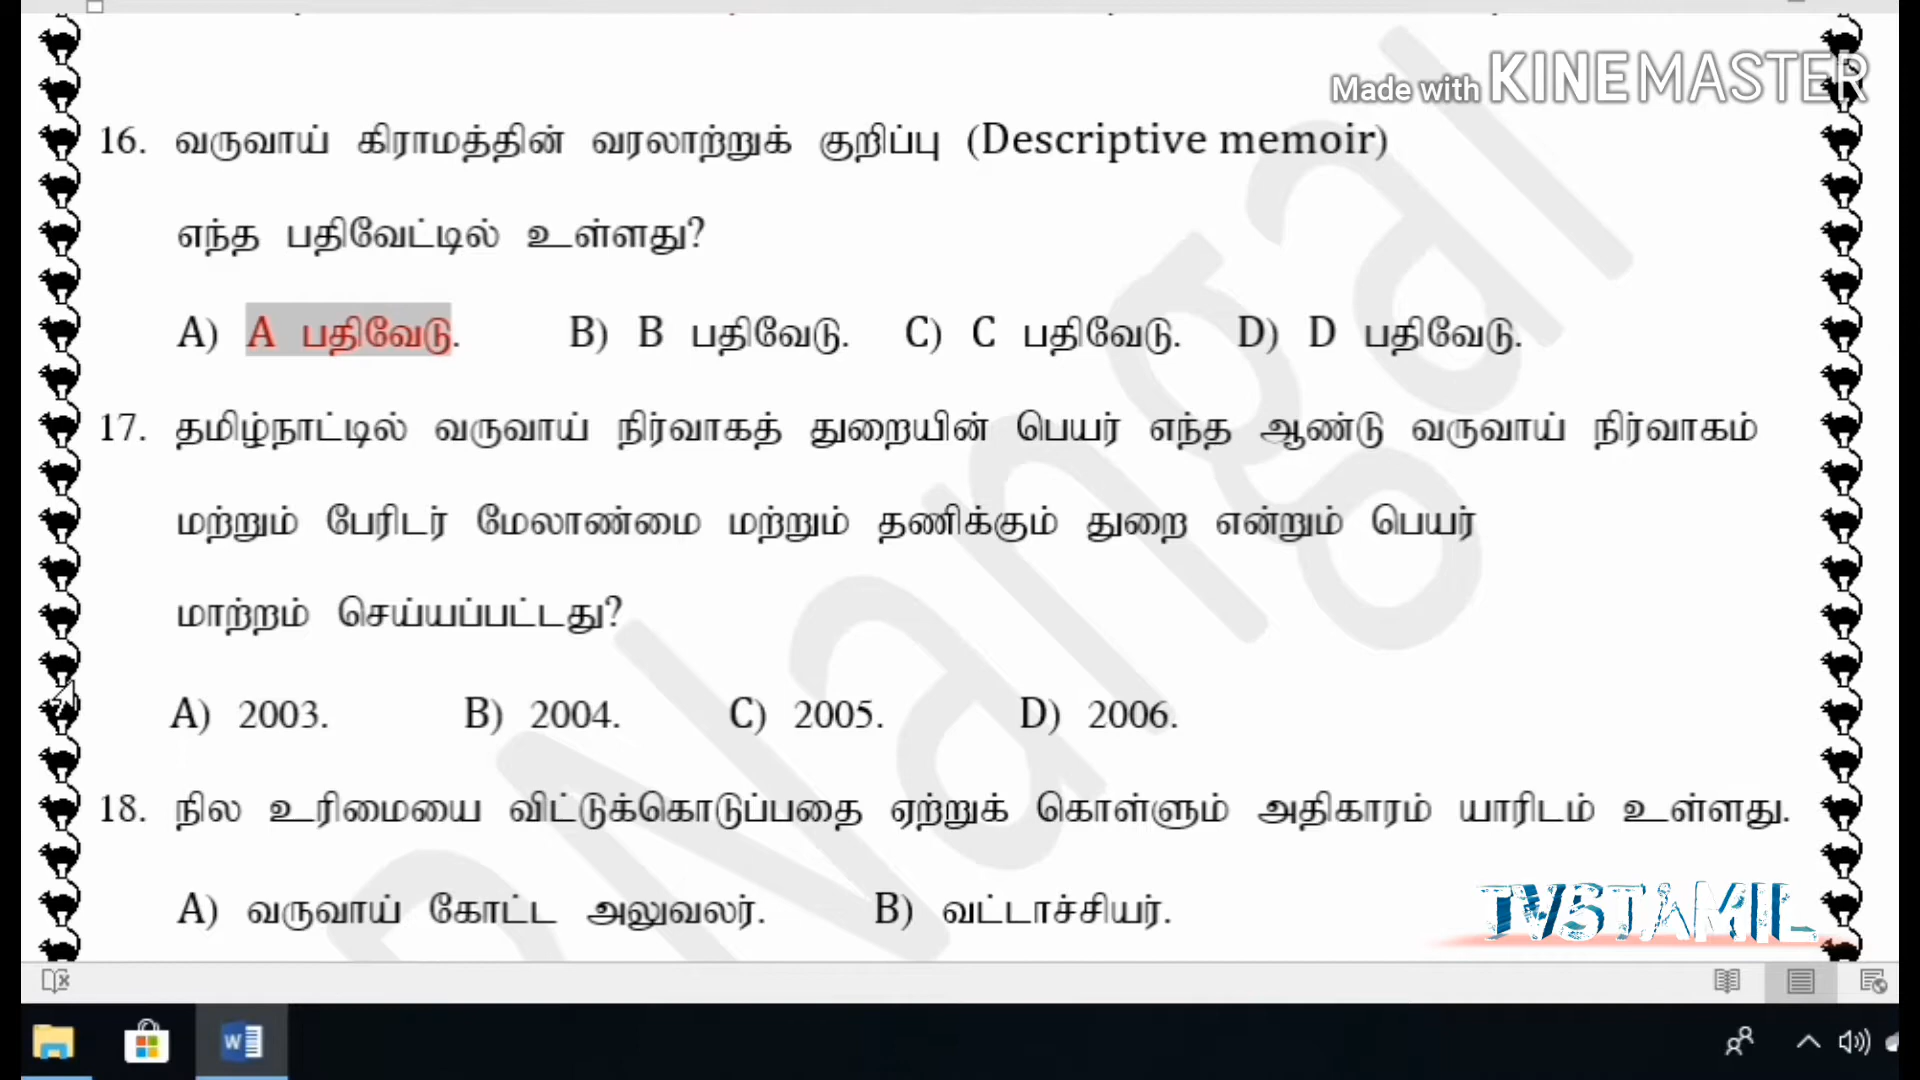 Made with KINEMASTER
16. வருவாய் கிராமத்தின் வரலாற்றுக் குறிப்பு (Descriptive memoir)
எந்த பதிவேட்டில் உள்ளது?
A) A பதிவேடு. B) B பதிவேடு. C) C பதிவேடு. D) D பதிவேடு.
17. தமிழ்நாட்டில் வருவாய் நிர்வாகத் துறையின் பெயர் எந்த ஆண்டு வருவாய் நிர்வாகம்
மற்றும் பேரிடர் மேலாண்மை மற்றும் தணிக்கும் துறை என்றும் பெயர்
மாற்றம் செய்யப்பட்டது?
A) 2003. B) 2004. C) 2005. D) 2006.
18. நில உரிமையை விட்டுக்கொடுப்பதை ஏற்றுக் கொள்ளும் அதிகாரம் யாரிடம் உள்ளது.
A) வருவாய் கோட்ட அலுவலர். B) வட்டாச்சியர்.